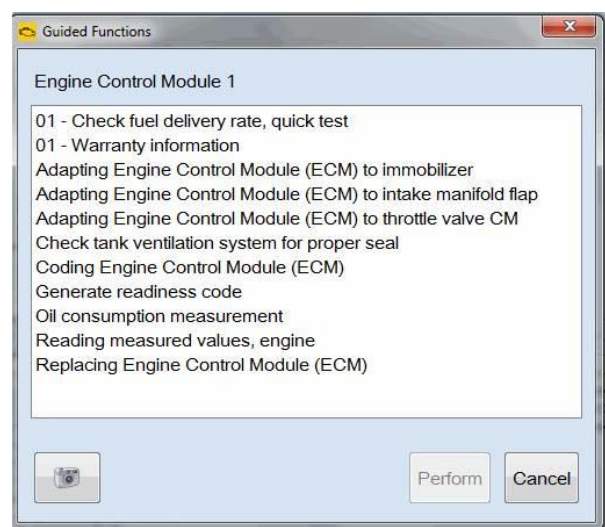 Guided Functions
Engine Control Module 1
01 - Check fuel delivery rate, quick test
01 - Warranty information
Adapting Engine Control Module (ECM) to immobilizer
Adapting Engine Control Module (ECM) to intake manifold flap
Adapting Engine Control Module (ECM) to throttle valve CM
Check tank ventilation system for proper seal
Coding Engine Control Module (ECM)
Generate readiness code
Oil consumption measurement
Reading measured values, engine
Replacing Engine Control Module (ECM)
Perform Cancel